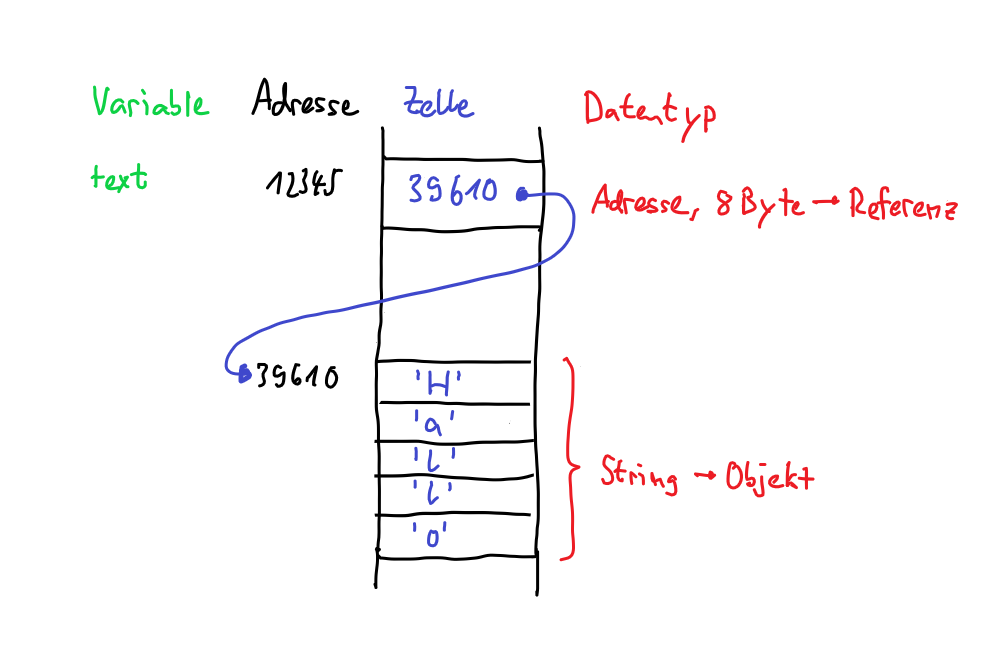 Variable Adresse Zelle Datentyp
text 12345 39610 Adresse, 8 Byte → Referenz
39610 'H'
'a'
'l'
String → Objekt
'l'
'o'